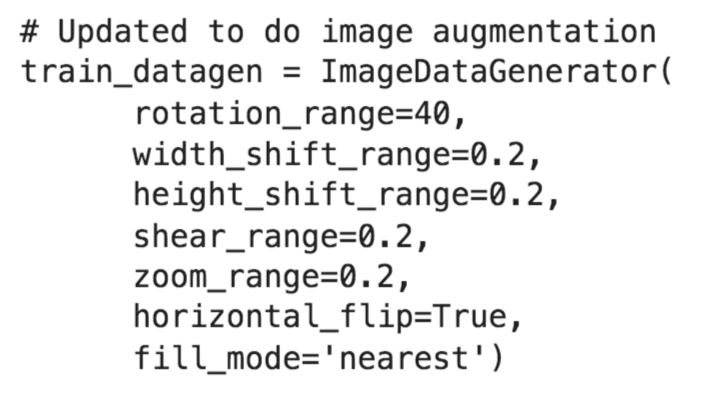 # Updated to do image augmentation
train_datagen = ImageDataGenerator(
      rotation_range=40,
      width_shift_range=0.2,
      height_shift_range=0.2,
      shear_range=0.2,
      zoom_range=0.2,
      horizontal_flip=True,
      fill_mode='nearest')